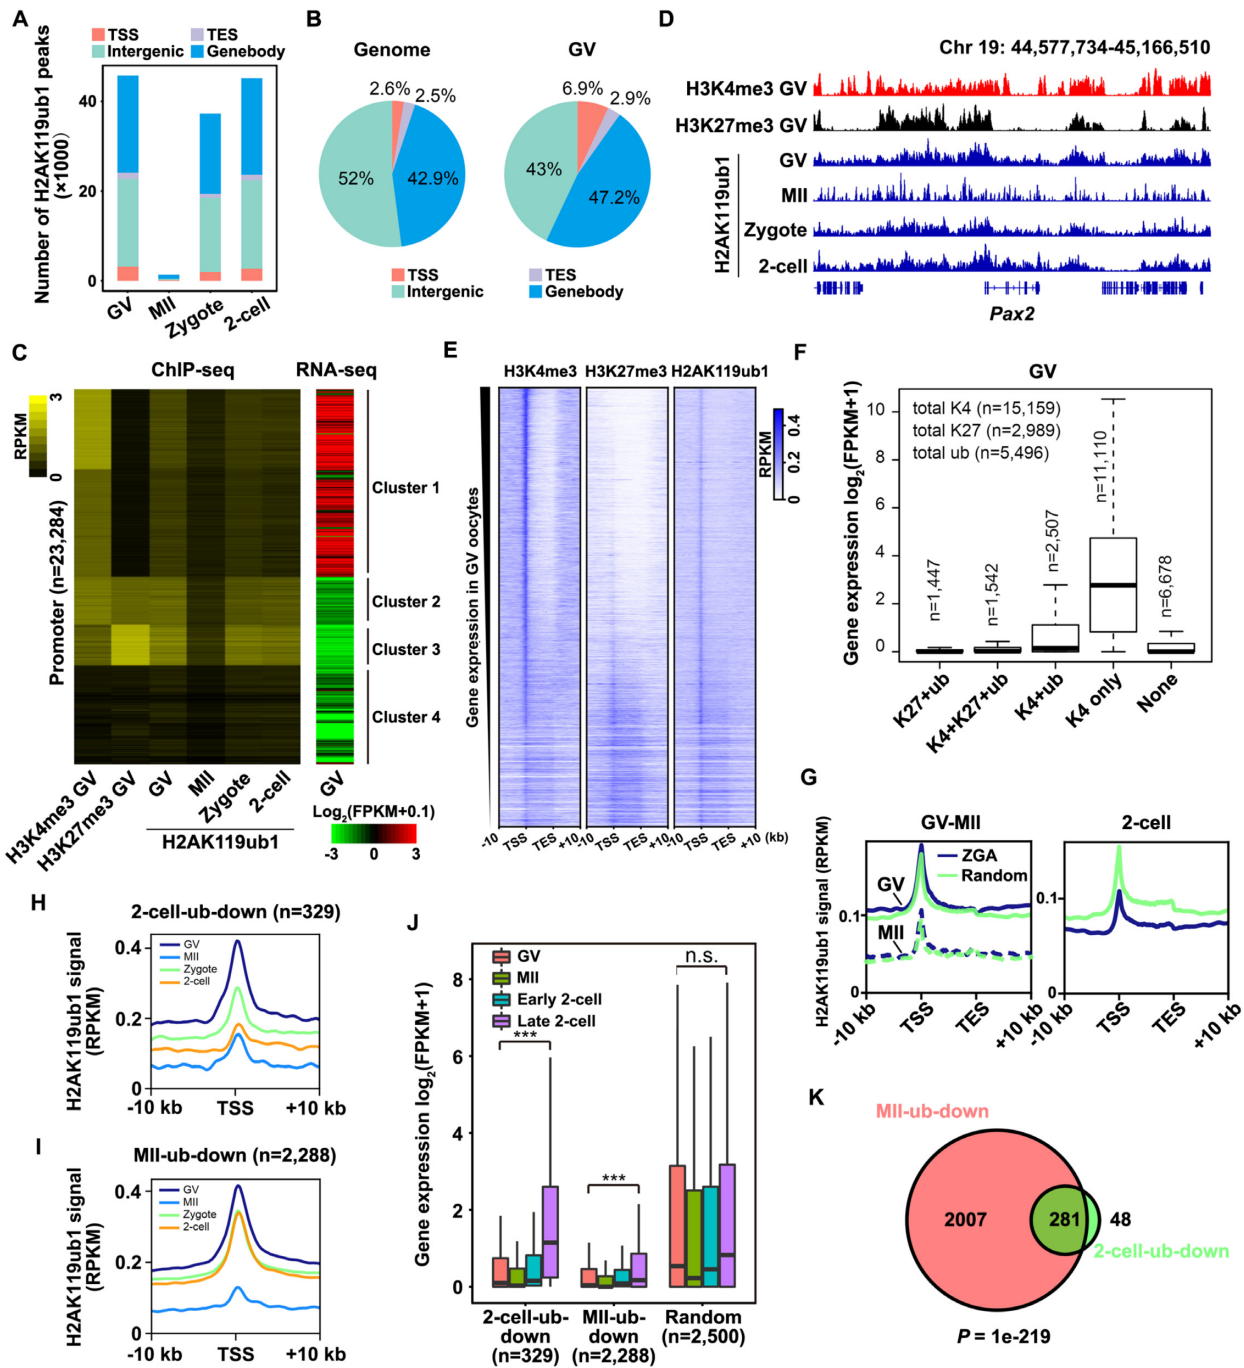 A
TSS
TES
Intergenic
Genebody
Number of H2AK119ub1 peaks
(×1000)
40
20
0
GV
MII
Zygote
2-cell
B
Genome
GV
2.6%
2.5%
52%
42.9%
6.9%
2.9%
43%
47.2%
TSS
TES
Intergenic
Genebody
TSS
TES
Intergenic
Genebody
D
Chr 19: 44,577,734-45,166,510
H3K4me3 GV
H3K27me3 GV
H2AK119ub1
GV
MII
Zygote
2-cell
Pax2
C
ChIP-seq
RNA-seq
RPKM
3
0
Promoter (n=23,284)
Cluster 1
Cluster 2
Cluster 3
Cluster 4
H3K4me3 GV
H3K27me3 GV
GV
MII
Zygote
2-cell
H2AK119ub1
GV
Log2(FPKM+0.1)
-3
0
3
E
H3K4me3
H3K27me3
H2AK119ub1
Gene expression in GV oocytes
RPKM
0.4
0.2
0
-10
TSS
TES
+10
-10
TSS
TES
+10
-10
TSS
TES
+10
(kb)
F
GV
Gene expression log2(FPKM+1)
10
8
6
4
2
0
total K4 (n=15,159)
total K27 (n=2,989)
total ub (n=5,496)
n=1,447
n=1,542
n=2,507
n=11,110
n=6,678
K27+ub
K4+K27+ub
K4+ub
K4 only
None
G
GV-MII
2-cell
H2AK119ub1 signal (RPKM)
ZGA
Random
GV
MII
0.1
0
0.1
0
-10 kb
TSS
TES
+10 kb
-10 kb
TSS
TES
+10 kb
H
2-cell-ub-down (n=329)
H2AK119ub1 signal
(RPKM)
0.4
0.2
0
GV
MII
Zygote
2-cell
-10 kb
TSS
+10 kb
I
MII-ub-down (n=2,288)
H2AK119ub1 signal
(RPKM)
0.4
0.2
0
GV
MII
Zygote
2-cell
-10 kb
TSS
+10 kb
J
Gene expression log2(FPKM+1)
8
6
4
2
0
GV
MII
Early 2-cell
Late 2-cell
***
***
n.s.
2-cell-ub-
down
(n=329)
MII-ub-
down
(n=2,288)
Random
(n=2,500)
K
MII-ub-down
2007
281
48
2-cell-ub-down
P = 1e-219